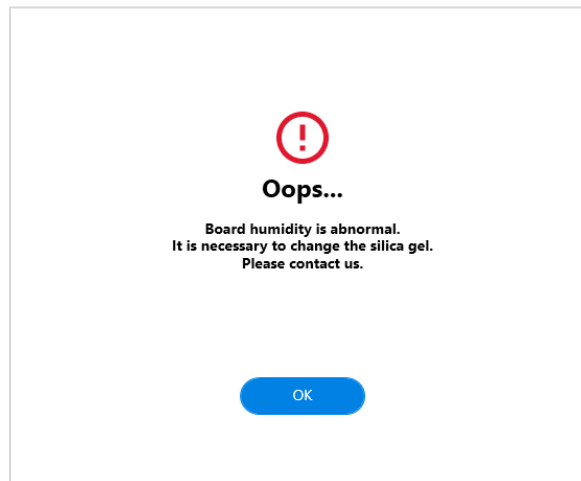 Oops...
Board humidity is abnormal.
It is necessary to change the silica gel.
Please contact us.
OK